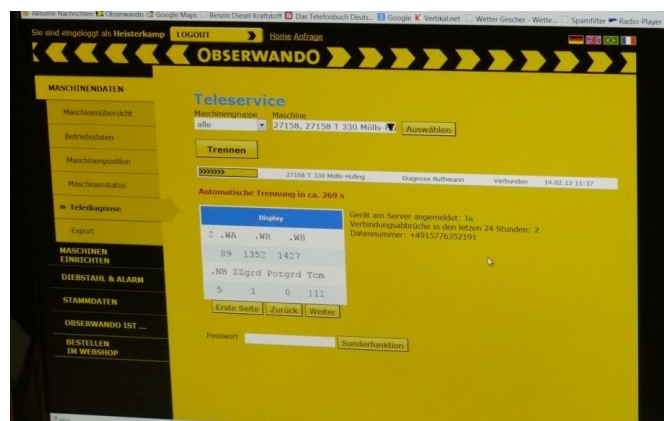 Aktuelle Nachrichten Observando Google Maps Benzin Diesel Kraftstoff Das Telefonbuch Deuts... Google Vertikal.net Wetter Gescher - Wette... Spamfilter Radio-Player
Sie sind eingeloggt als Heisterkamp LOGOUT Home Anfrage
OBSERWANDO
MASCHINENDATEN
Maschinenübersicht
Betriebsdaten
Maschinenposition
Maschinenstatus
» Telediagnose
Export
MASCHINEN
EINRICHTEN
DIEBSTAHL & ALARM
STAMMDATEN
OBSERWANDO IST ...
BESTELLEN
IM WEBSHOP
Teleservice
Maschinengruppe Maschine
alle 27158, 27158 T 330 Mölls- Auswählen
Trennen
27158 T 330 Mölls-Hüfing Diagnose Ruthmann Verbunden 14.02.13 11:37
Automatische Trennung in ca. 269 s
Display
2 .WA .WR .WB
89 1352 1427
.NB ZZgrd Potgrd Tcm
5 1 0 111
Erste Seite Zurück Weiter
Gerät am Server angemeldet: Ja
Verbindungsabbrüche in den letzen 24 Stunden: 2
Datennummer: +4915776352191
Passwort Sonderfunktion